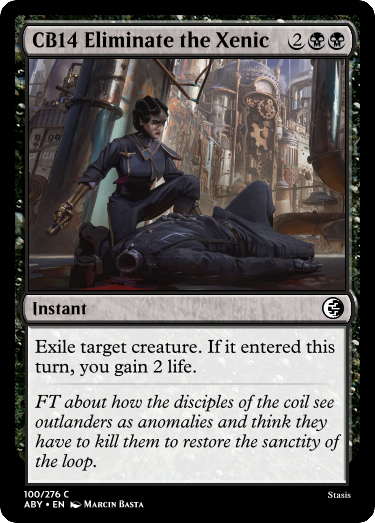 CB14 Eliminate the Xenic 2
Instant
Exile target creature. If it entered this
turn, you gain 2 life.
FT about how the disciples of the coil see
outlanders as anomalies and think they
have to kill them to restore the sanctity of
the loop.
100/276 C
Stasis
ABY • EN Marcin Basta